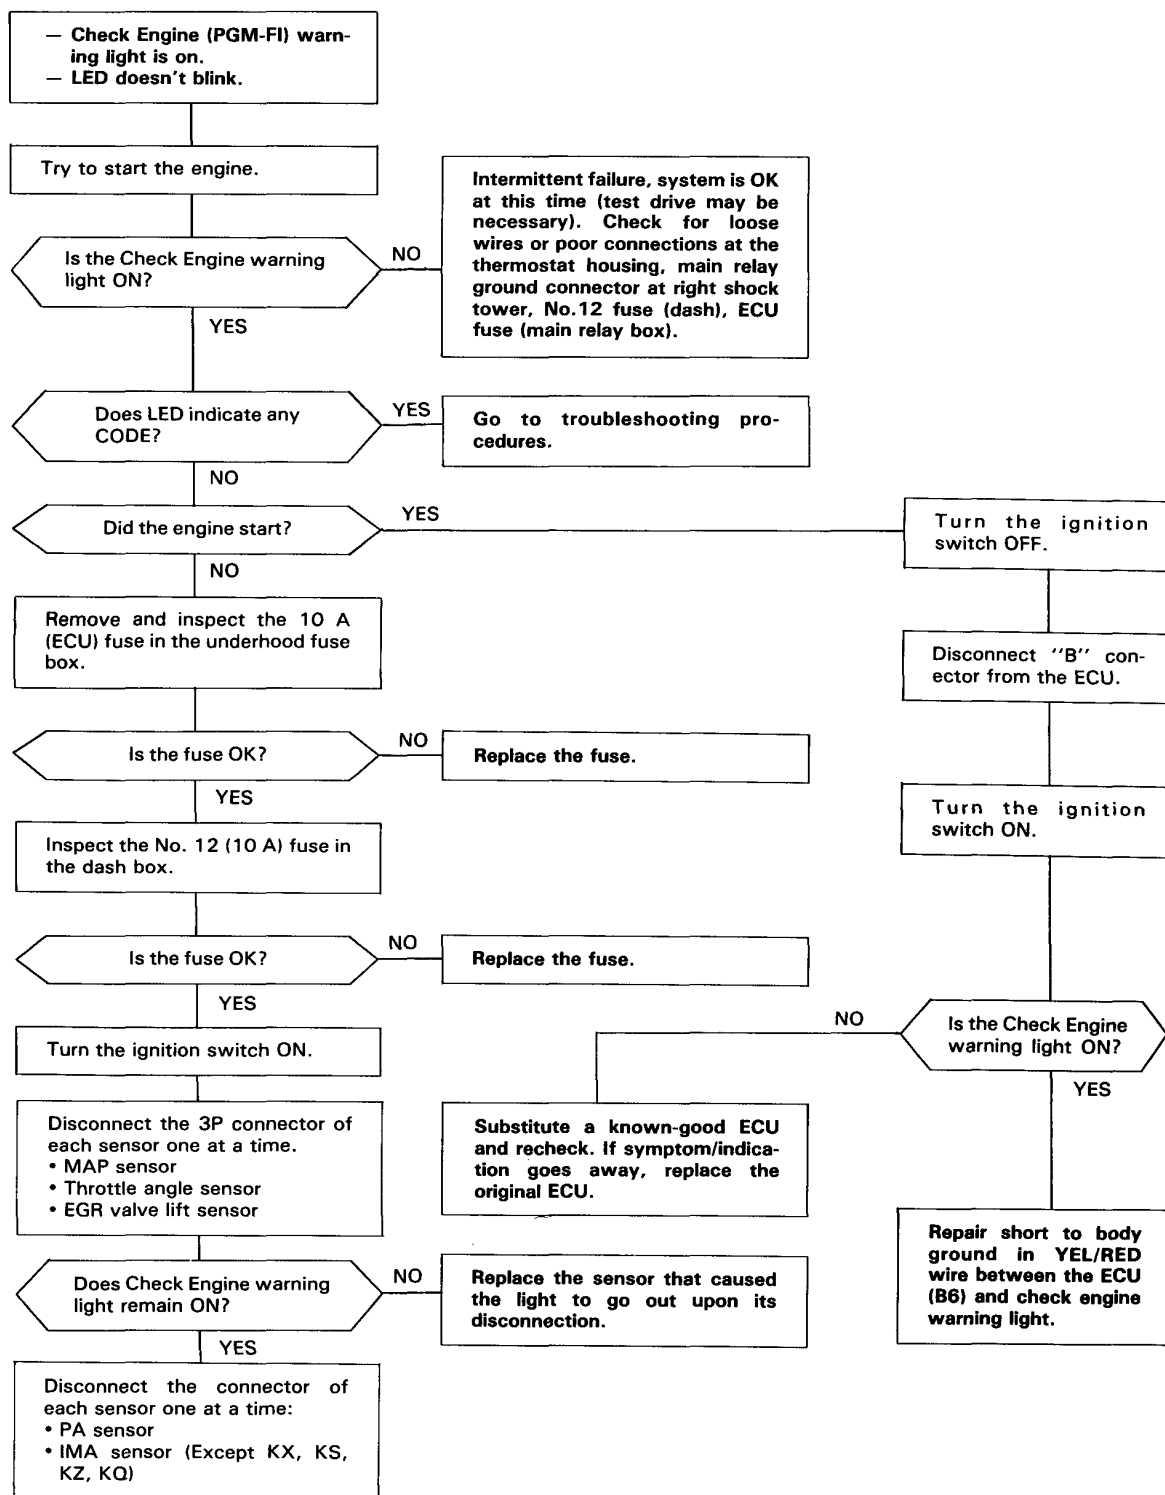 — Check Engine (PGM-FI) warn-
ing light is on.
— LED doesn't blink.
Try to start the engine.
Is the Check Engine warning
light ON?
NO
Intermittent failure, system is OK
at this time (test drive may be
necessary). Check for loose
wires or poor connections at the
thermostat housing, main relay
ground connector at right shock
tower, No.12 fuse (dash), ECU
fuse (main relay box).
YES
Does LED indicate any
CODE?
YES
Go to troubleshooting pro-
cedures.
NO
Did the engine start?
YES
Turn the ignition
switch OFF.
NO
Remove and inspect the 10 A
(ECU) fuse in the underhood fuse
box.
Disconnect "B" con-
nector from the ECU.
Is the fuse OK?
NO
Replace the fuse.
YES
Turn the ignition
switch ON.
Inspect the No. 12 (10 A) fuse in
the dash box.
Is the fuse OK?
NO
Replace the fuse.
YES
Turn the ignition switch ON.
NO
Is the Check Engine
warning light ON?
YES
Disconnect the 3P connector of
each sensor one at a time.
• MAP sensor
• Throttle angle sensor
• EGR valve lift sensor
Substitute a known-good ECU
and recheck. If symptom/indica-
tion goes away, replace the
original ECU.
Repair short to body
ground in YEL/RED
wire between the ECU
(B6) and check engine
warning light.
Does Check Engine warning
light remain ON?
NO
Replace the sensor that caused
the light to go out upon its
disconnection.
YES
Disconnect the connector of
each sensor one at a time:
• PA sensor
• IMA sensor (Except KX, KS,
KZ, KQ)